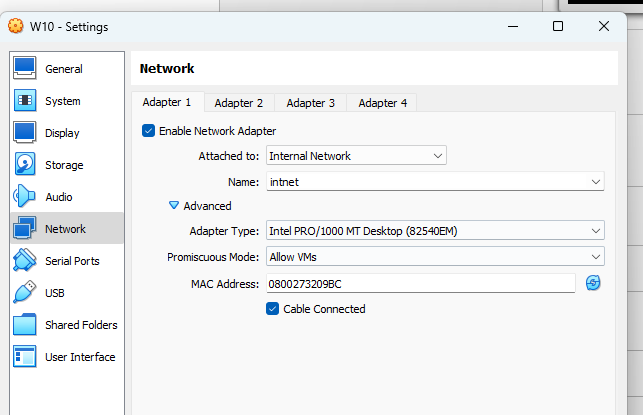 W10 - Settings
General
System
Display
Storage
Audio
Network
Serial Ports
USB
Shared Folders
User Interface
Network
Adapter 1 Adapter 2 Adapter 3 Adapter 4
Enable Network Adapter
Attached to: Internal Network
Name: intnet
Advanced
Adapter Type: Intel PRO/1000 MT Desktop (82540EM)
Promiscuous Mode: Allow VMs
MAC Address: 0800273209BC
Cable Connected